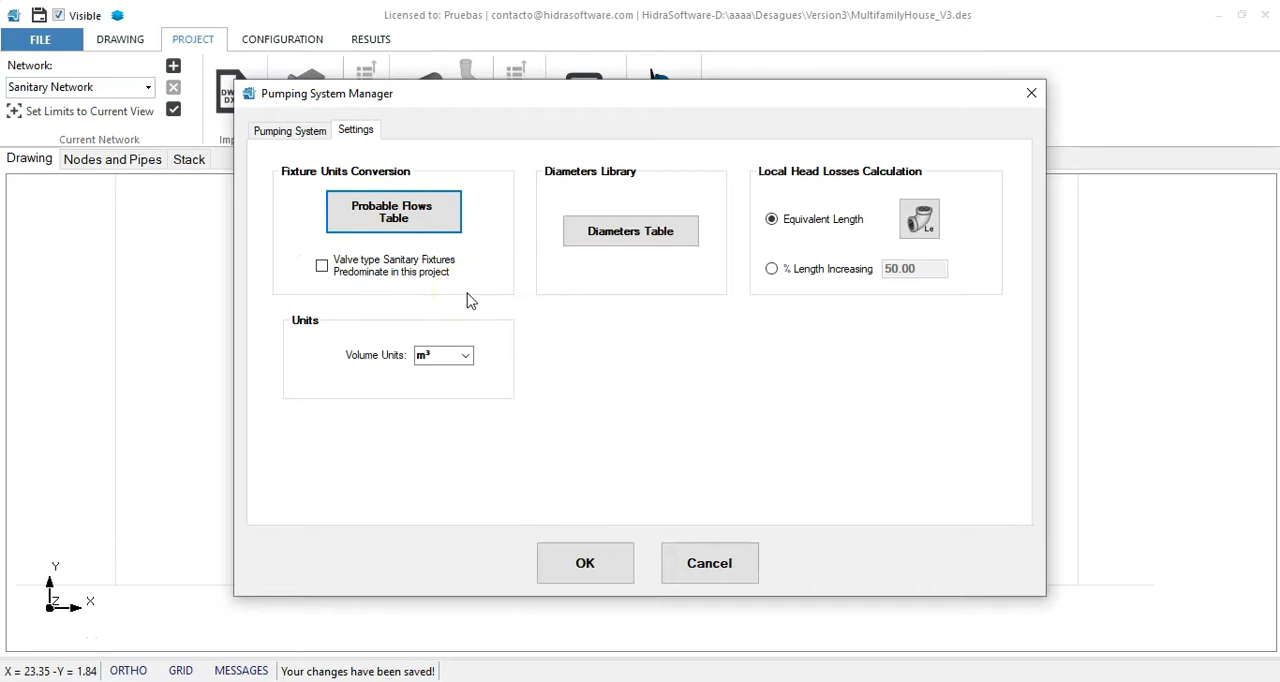 Visible
Licensed to: Pruebas | contacto@hidrasoftware.com | HidraSoftware-D:\aaaa\Desagues\Version3\MultifamilyHouse_V3.des
FILE
DRAWING
PROJECT
CONFIGURATION
RESULTS
Network:
Sanitary Network
Set Limits to Current View
Current Network
Drawing
Nodes and Pipes
Stack
Pumping System Manager
Pumping System
Settings
Fixture Units Conversion
Probable Flows
Table
Valve type Sanitary Fixtures
Predominate in this project
Diameters Library
Diameters Table
Local Head Losses Calculation
Equivalent Length
Le
% Length Increasing
50.00
Units
Volume Units:
m³
OK
Cancel
Y
Z
X
X = 23.35 -Y = 1.84
ORTHO
GRID
MESSAGES
Your changes have been saved!